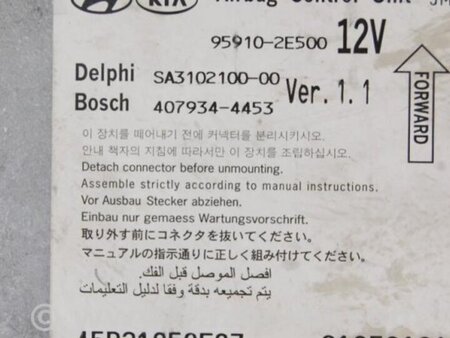 KIA Airbag Control Unit
95910-2E500 12V
Delphi SA3102100-00
Bosch 407934-4453 Ver. 1.1
FORWARD
이 장치를 떼어내기 전에 커넥터를 분리시키시오.
안내 책자의 지침에 따라서만 이 장치를 조립하십시오.
Detach connector before unmounting.
Assemble strictly according to manual instructions.
Vor Ausbau Stecker abziehen.
Einbau nur gemaess Wartungsvorschrift.
取り外す前にコネクタを抜いてください。
マニュアルの指示通りに正しく組み付けてください
افصل الموصل قبل الفك.
يتم تجميعه بدقة وفقا لدليل التعليمات